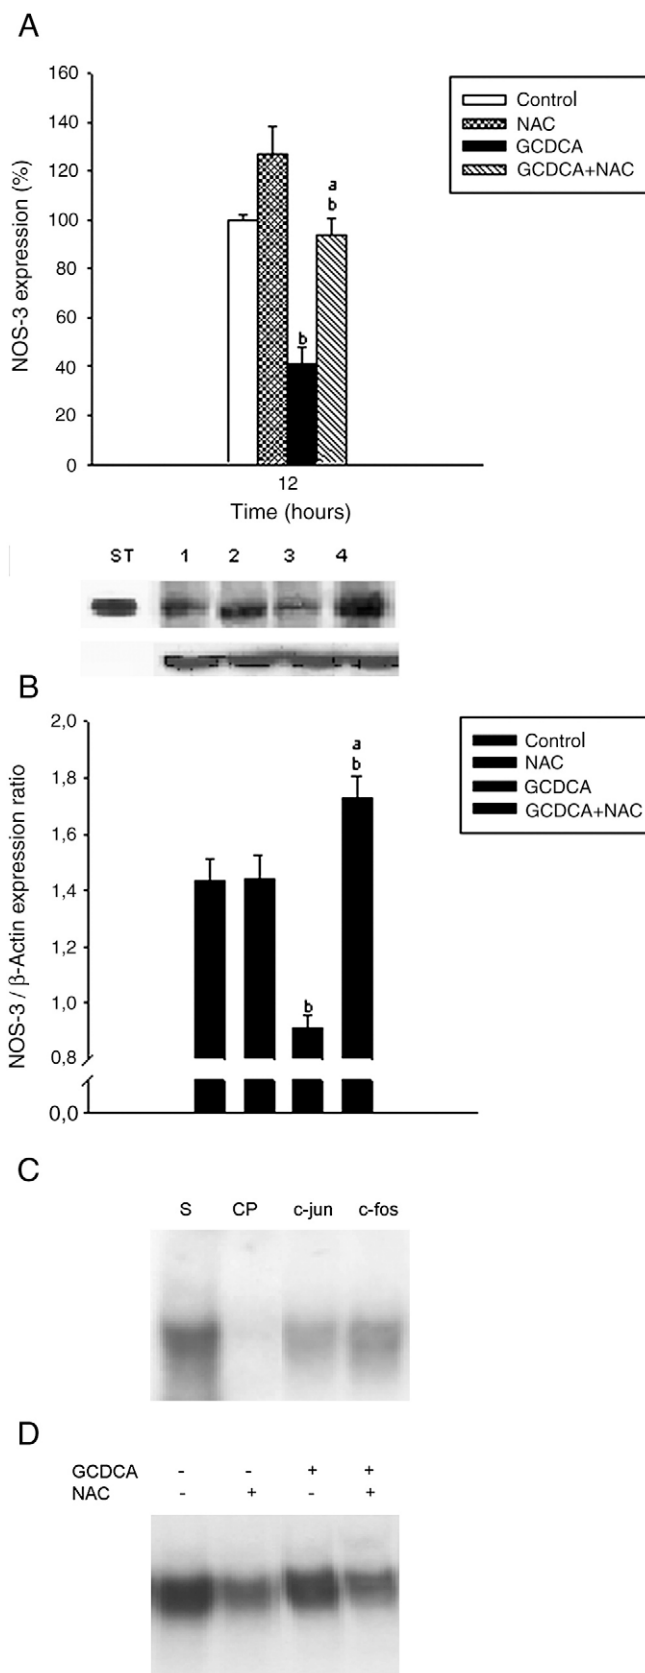 A
160
140
120
100
80
60
40
20
0
NOS-3 expression (%)
a
b
b
12
Time (hours)
Control
NAC
GCDCA
GCDCA+NAC
ST 1 2 3 4
B
2,0
1,8
1,6
1,4
1,2
1,0
0,8
0,0
NOS-3 / β-Actin expression ratio
a
b
b
Control
NAC
GCDCA
GCDCA+NAC
C
S CP c-jun c-fos
D
GCDCA - - + +
NAC - + - +